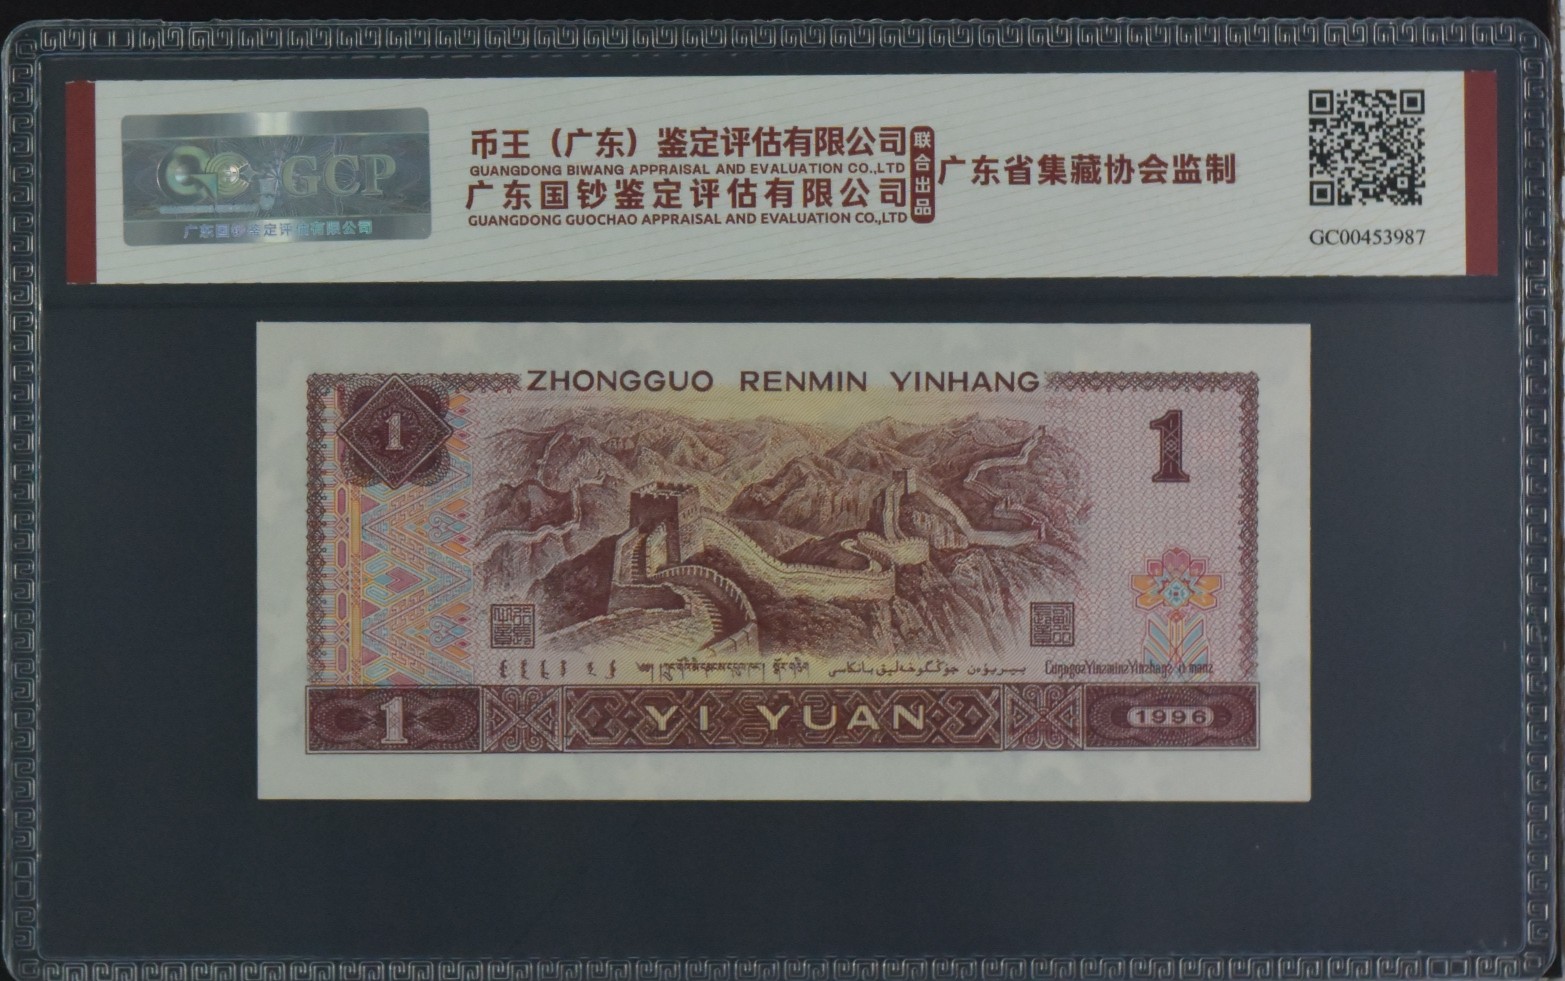 GCP
广东国钞鉴定评估有限公司
币王（广东）鉴定评估有限公司
GUANGDONG BIWANG APPRAISAL AND EVALUATION CO.,LTD
广东国钞鉴定评估有限公司
GUANGDONG GUOCHAO APPRAISAL AND EVALUATION CO.,LTD
联合出品
广东省集藏协会监制
GC00453987
ZHONGGUO RENMIN YINHANG
1
1
1
YI YUAN
1996